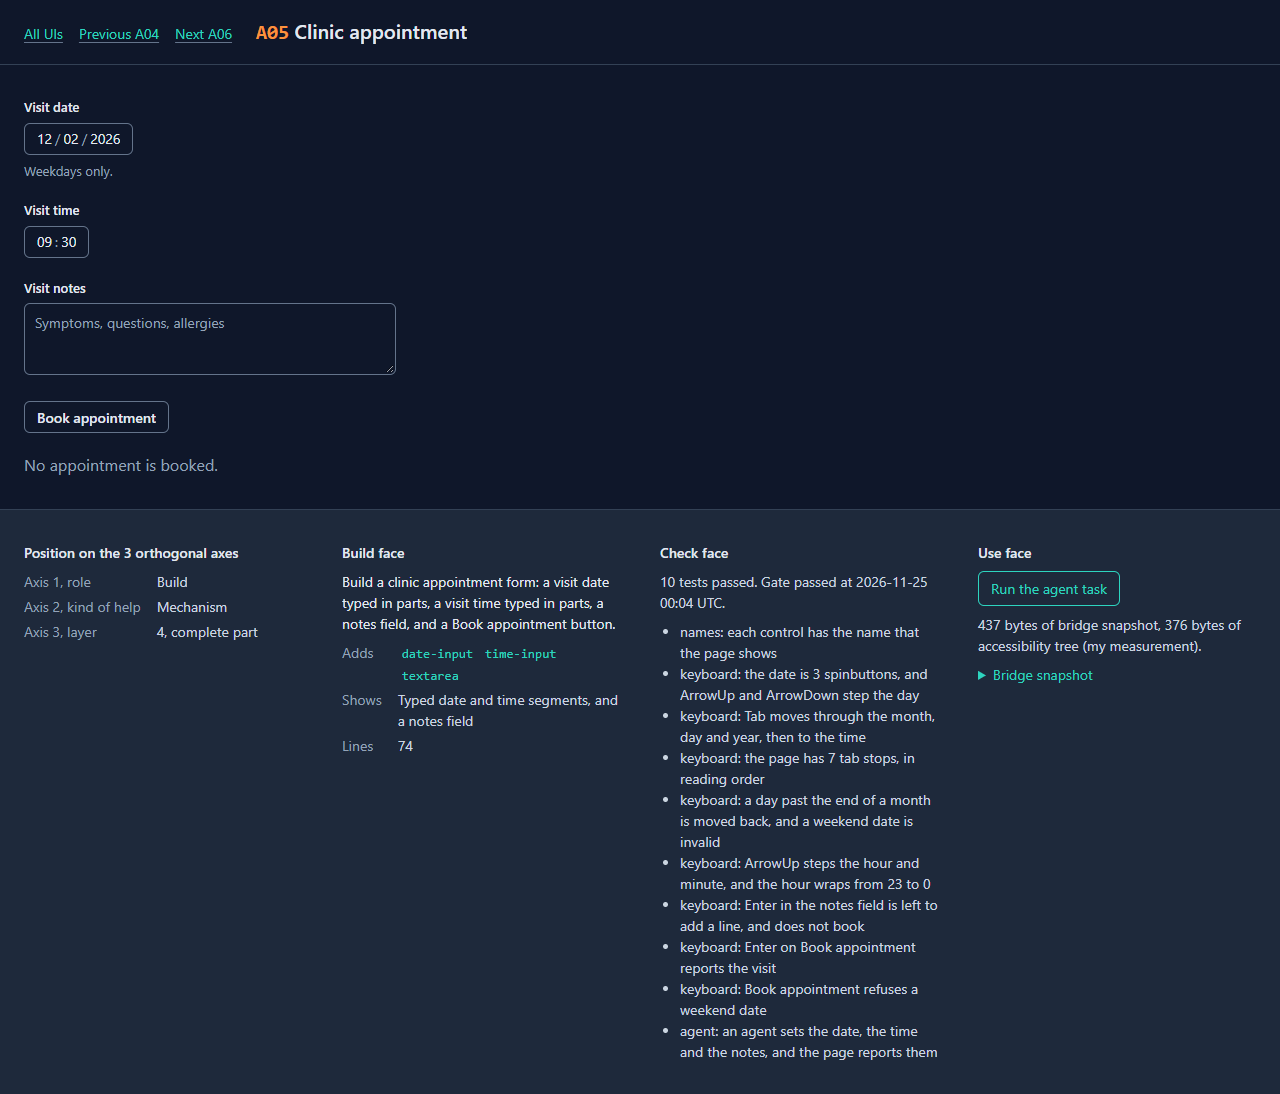 All UIs Previous A04 Next A06 A05 Clinic appointment
Visit date
12 / 02 / 2026
Weekdays only.
Visit time
09 : 30
Visit notes
Symptoms, questions, allergies
Book appointment
No appointment is booked.
Position on the 3 orthogonal axes
Axis 1, role Build
Axis 2, kind of help Mechanism
Axis 3, layer 4, complete part
Build face
Build a clinic appointment form: a visit date
typed in parts, a visit time typed in parts, a
notes field, and a Book appointment button.
Adds date-input time-input
textarea
Shows Typed date and time segments, and
a notes field
Lines 74
Check face
10 tests passed. Gate passed at 2026-11-25
00:04 UTC.
• names: each control has the name that
the page shows
• keyboard: the date is 3 spinbuttons, and
ArrowUp and ArrowDown step the day
• keyboard: Tab moves through the month,
day and year, then to the time
• keyboard: the page has 7 tab stops, in
reading order
• keyboard: a day past the end of a month
is moved back, and a weekend date is
invalid
• keyboard: ArrowUp steps the hour and
minute, and the hour wraps from 23 to 0
• keyboard: Enter in the notes field is left to
add a line, and does not book
• keyboard: Enter on Book appointment
reports the visit
• keyboard: Book appointment refuses a
weekend date
• agent: an agent sets the date, the time
and the notes, and the page reports them
Use face
Run the agent task
437 bytes of bridge snapshot, 376 bytes of
accessibility tree (my measurement).
▶ Bridge snapshot